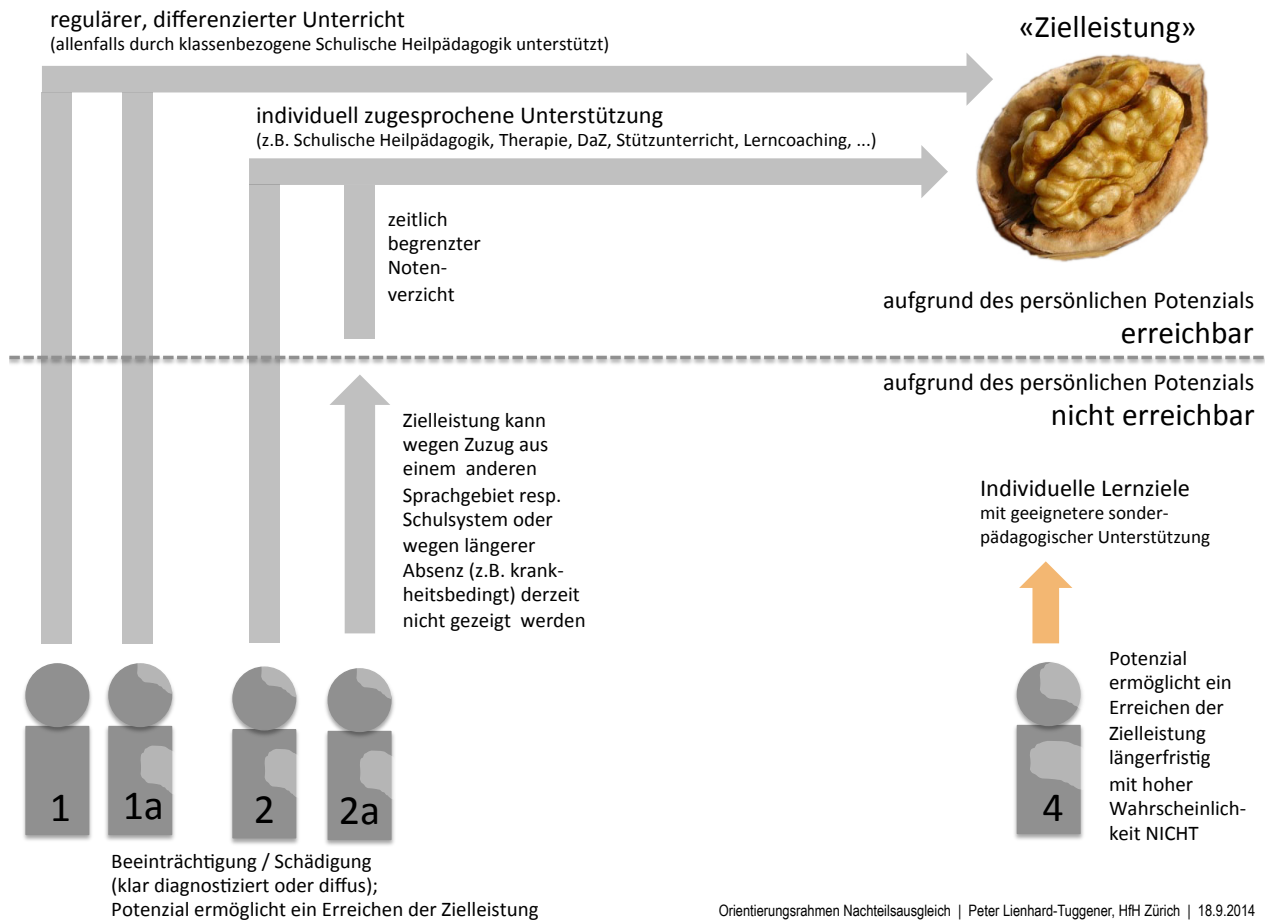 regulärer, differenzierter Unterricht
(allenfalls durch klassenbezogene Schulische Heilpädagogik unterstützt)
«Zielleistung»
individuell zugesprochene Unterstützung
(z.B. Schulische Heilpädagogik, Therapie, DaZ, Stützunterricht, Lerncoaching, ...)
zeitlich
begrenzter
Noten-
verzicht
aufgrund des persönlichen Potenzials
erreichbar
aufgrund des persönlichen Potenzials
nicht erreichbar
Zielleistung kann
wegen Zuzug aus
einem anderen
Sprachgebiet resp.
Schulsystem oder
wegen längerer
Absenz (z.B. krank-
heitsbedingt) derzeit
nicht gezeigt werden
Individuelle Lernziele
mit geeignetere sonder-
pädagogischer Unterstützung
Potenzial
ermöglicht ein
Erreichen der
Zielleistung
längerfristig
mit hoher
Wahrscheinlich-
keit NICHT
1
1a
2
2a
4
Beeinträchtigung / Schädigung
(klar diagnostiziert oder diffus);
Potenzial ermöglicht ein Erreichen der Zielleistung
Orientierungsrahmen Nachteilsausgleich | Peter Lienhard-Tuggener, HfH Zürich | 18.9.2014